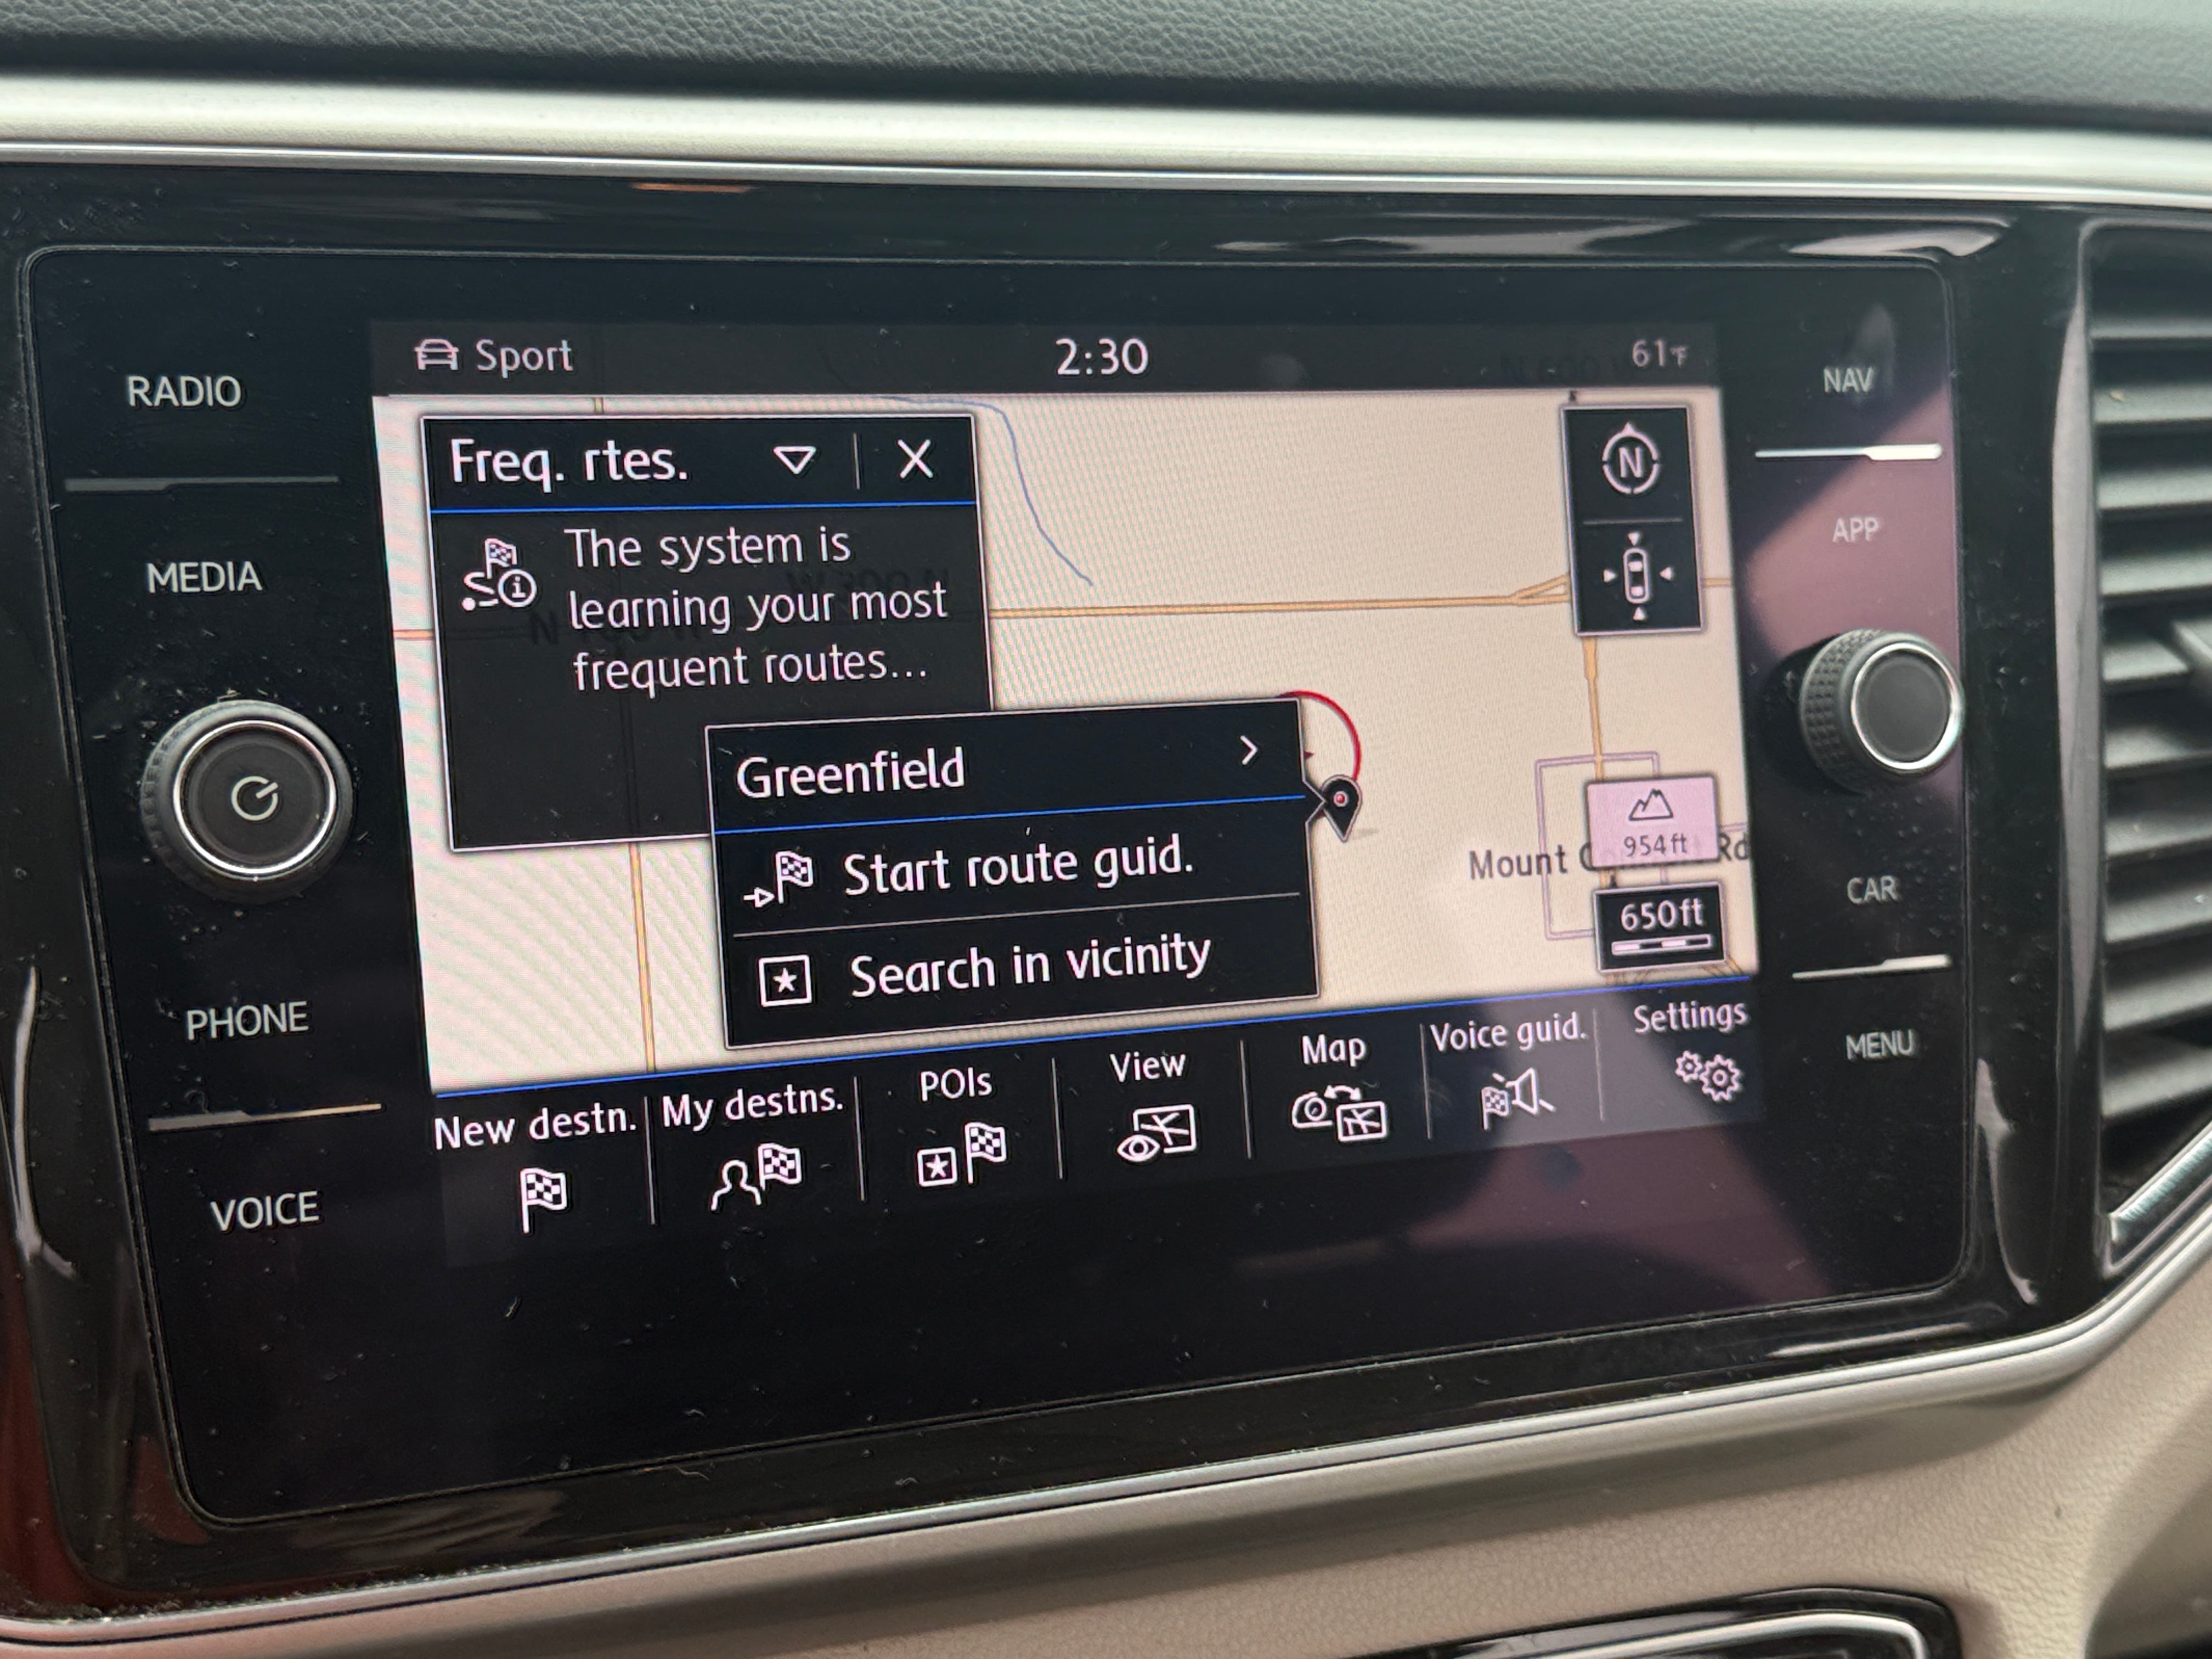 RADIO
MEDIA
PHONE
VOICE
Sport
2:30
61°F
Freq. rtes.
The system is
learning your most
frequent routes...
N
Greenfield
Start route guid.
Search in vicinity
Mount
Rd
954ft
650ft
New destn.
My destns.
POIs
View
Map
Voice guid.
Settings
NAV
APP
CAR
MENU